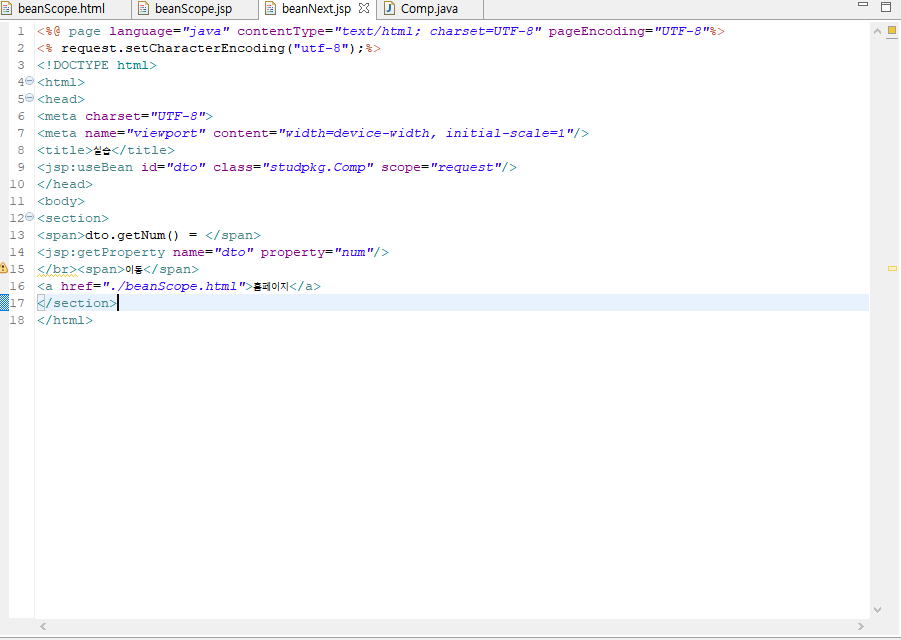 beanScope.html beanScope.jsp beanNext.jsp Comp.java
1 <%@ page language="java" contentType="text/html; charset=UTF-8" pageEncoding="UTF-8"%>
2 <% request.setCharacterEncoding("utf-8");%>
3 <!DOCTYPE html>
4 <html>
5 <head>
6 <meta charset="UTF-8">
7 <meta name="viewport" content="width=device-width, initial-scale=1"/>
8 <title>실습</title>
9 <jsp:useBean id="dto" class="studpkg.Comp" scope="request"/>
10 </head>
11 <body>
12 <section>
13 <span>dto.getNum() = </span>
14 <jsp:getProperty name="dto" property="num"/>
15 </br><span>이동</span>
16 <a href="./beanScope.html">홈페이지</a>
17 </section>
18 </html>